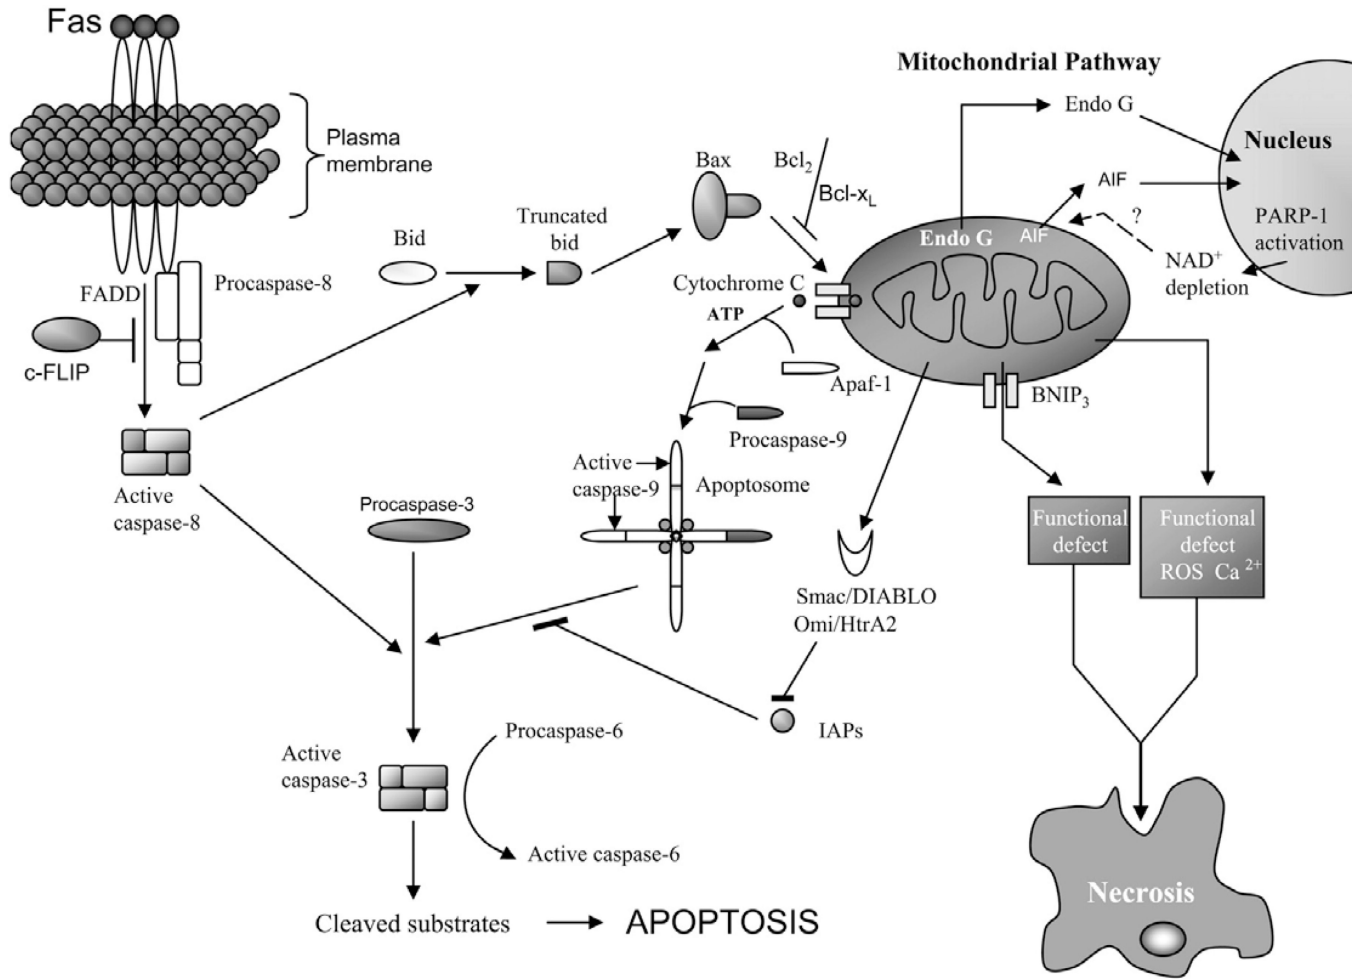 Fas
Plasma
membrane
FADD
Procaspase-8
c-FLIP
Active
caspase-8
Bid
Truncated
bid
Bax
Bcl2
Bcl-xL
Mitochondrial Pathway
Endo G
Nucleus
AIF
PARP-1
activation
?
NAD+
depletion
Endo G
AIF
Cytochrome C
ATP
Apaf-1
BNIP3
Procaspase-9
Active
caspase-9
Apoptosome
Procaspase-3
Functional
defect
Functional
defect
ROS Ca 2+
Smac/DIABLO
Omi/HtrA2
IAPs
Active
caspase-3
Procaspase-6
Active caspase-6
Cleaved substrates
APOPTOSIS
Necrosis